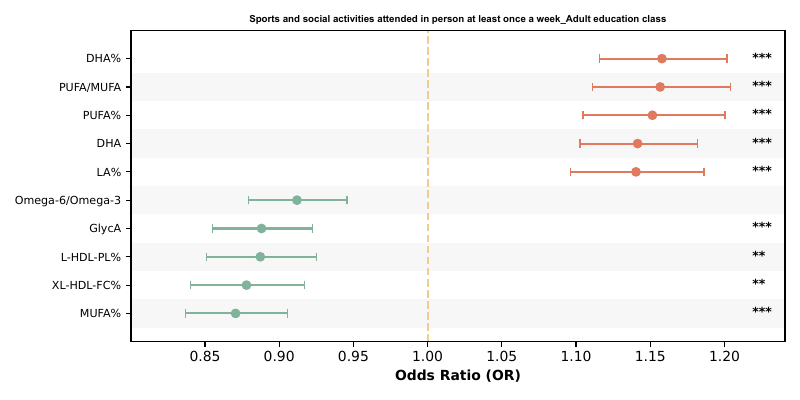 Sports and social activities attended in person at least once a week_Adult education class
DHA% ***
PUFA/MUFA ***
PUFA% ***
DHA ***
LA% ***
Omega-6/Omega-3
GlycA ***
L-HDL-PL% **
XL-HDL-FC% **
MUFA% ***
0.85 0.90 0.95 1.00 1.05 1.10 1.15 1.20
Odds Ratio (OR)